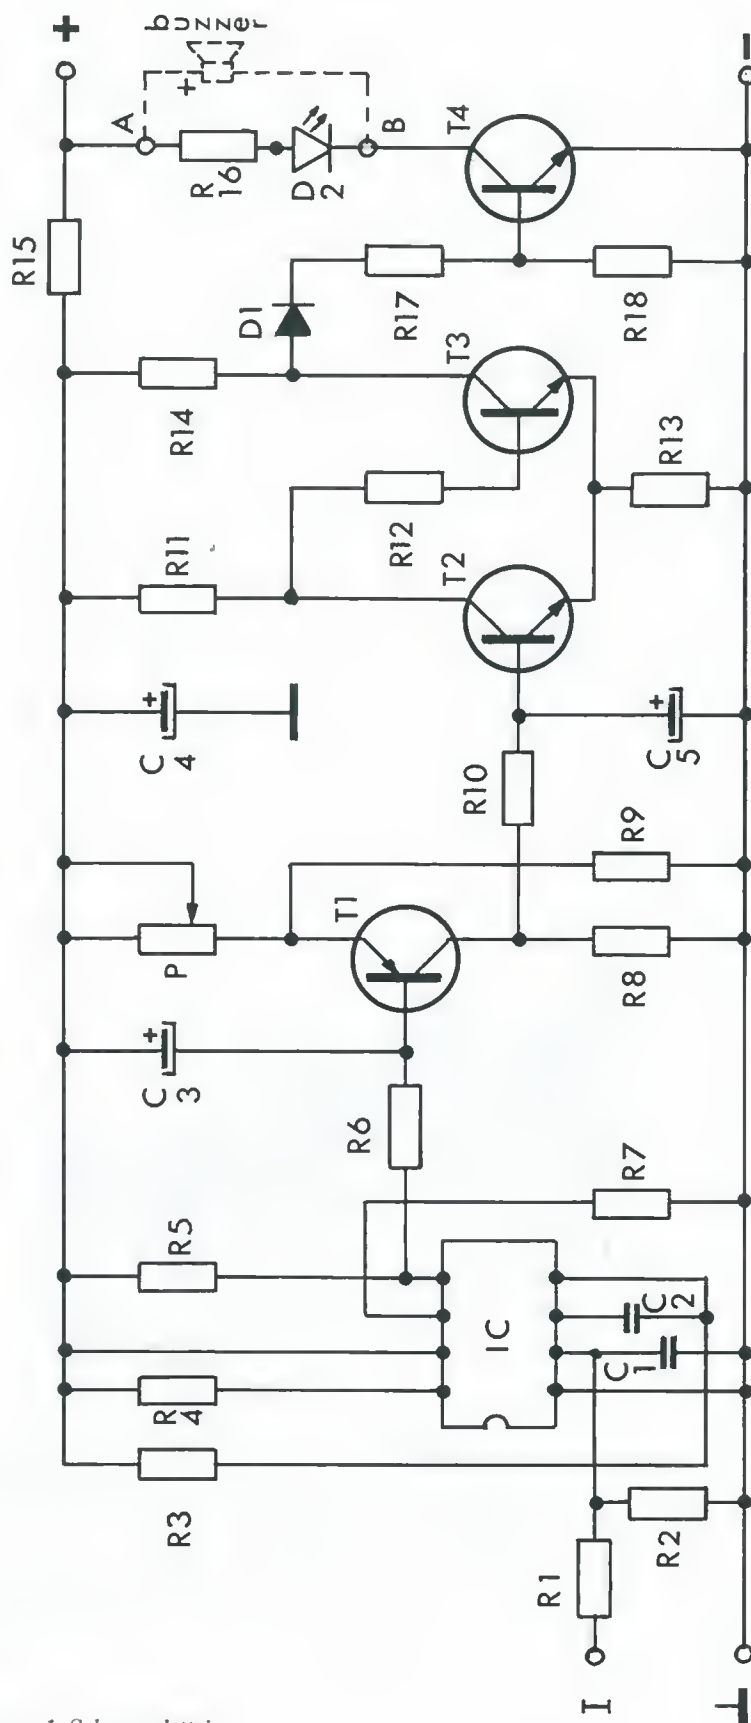 +
-
buzzer
+
A
B
R
16
D
2
T4
R15
D1
R17
R18
R14
T3
R13
R12
R11
T2
C
4
+
C
5
+
R10
R9
P
T1
R8
C
3
+
R6
R7
R5
IC
C
2
C
1
R
4
R3
R2
R1
I